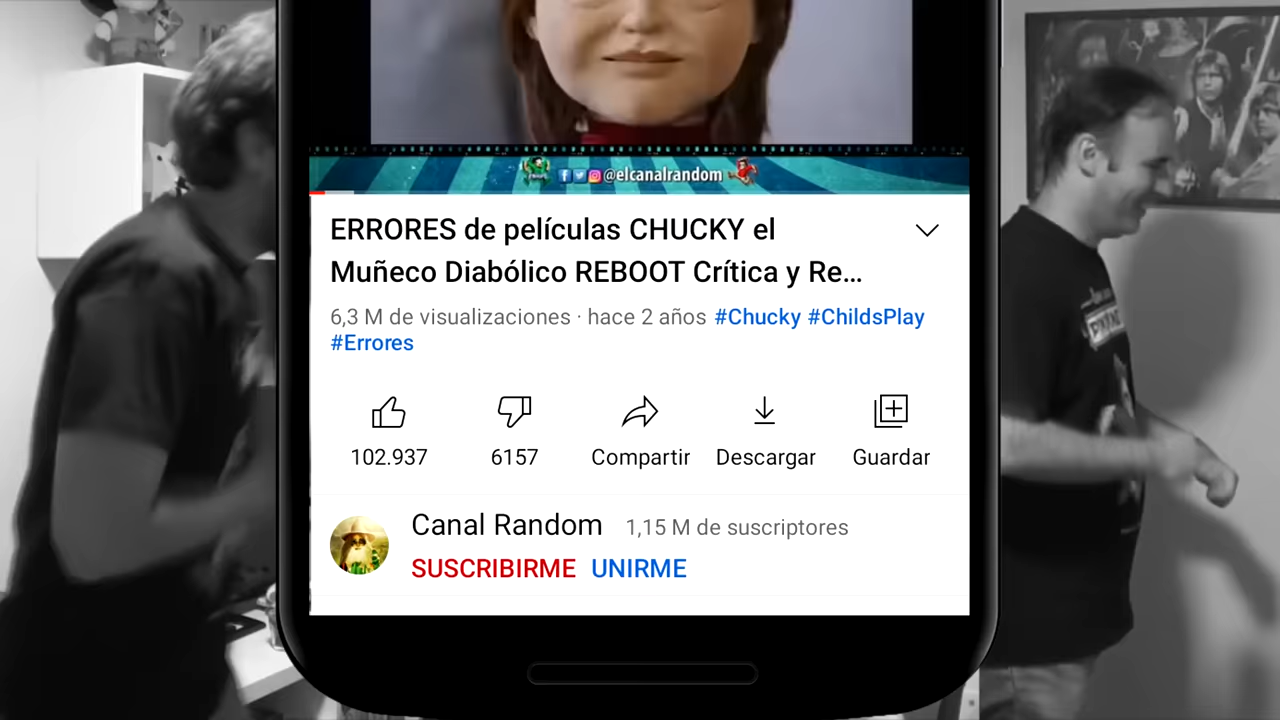 @elcanalrandom
ERRORES de películas CHUCKY el
Muñeco Diabólico REBOOT Crítica y Re...
6,3 M de visualizaciones · hace 2 años #Chucky #ChildsPlay
#Errores
102.937
6157
Compartir
Descargar
Guardar
Canal Random
1,15 M de suscriptores
SUSCRIBIRME
UNIRME